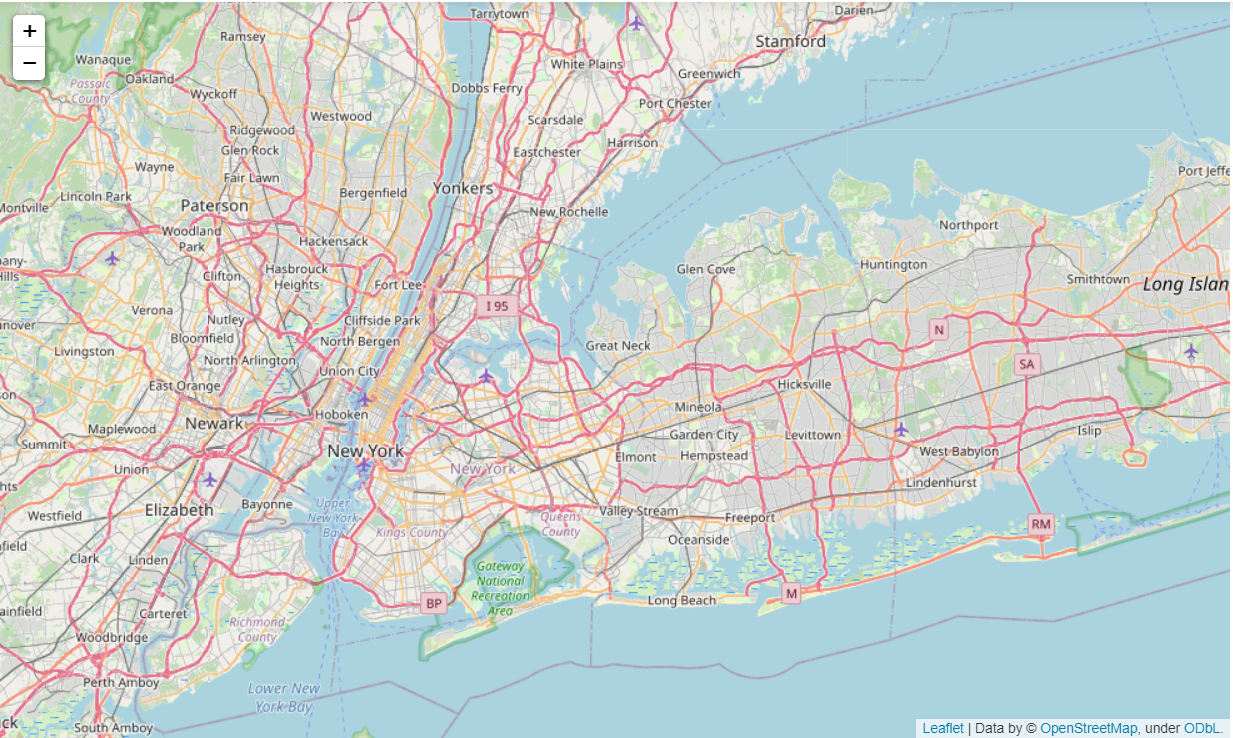 +
−
Tarrytown
Darien
Ramsey
Stamford
Wanaque
White Plains
Oakland
Greenwich
Passaic
County
Dobbs Ferry
Wyckoff
Port Chester
Westwood
Scarsdale
Ridgewood
Harrison
Glen Rock
Eastchester
Wayne
Fair Lawn
Port Jeffe
Bergenfield
Yonkers
Lincoln Park
Montville
Paterson
New Rochelle
Northport
Woodland
Park
Hackensack
any-
Hills
Clifton
Hasbrouck
Heights
Fort Lee
Glen Cove
Huntington
Smithtown
Long Islan
I 95
Verona
Nutley
Cliffside Park
anover
N
Bloomfield
North Bergen
Great Neck
Livingston
North Arlington
Union City
SA
East Orange
Hicksville
Mineola
Hoboken
Newark
Maplewood
Garden City
Levittown
Islip
Summit
New York
Elmont
Hempstead
West Babylon
Union
New York
Lindenhurst
hts
Bayonne
Elizabeth
Upper
New York
Bay
Valley Stream
Freeport
Westfield
Queens
County
RM
Kings County
Oceanside
field
Clark
Linden
Gateway
National
Recreation
Area
M
BP
Long Beach
ainfield
Carteret
Richmond
County
Woodbridge
Perth Amboy
Lower New
York Bay
ick
South Amboy
Leaflet | Data by © OpenStreetMap, under ODbL.